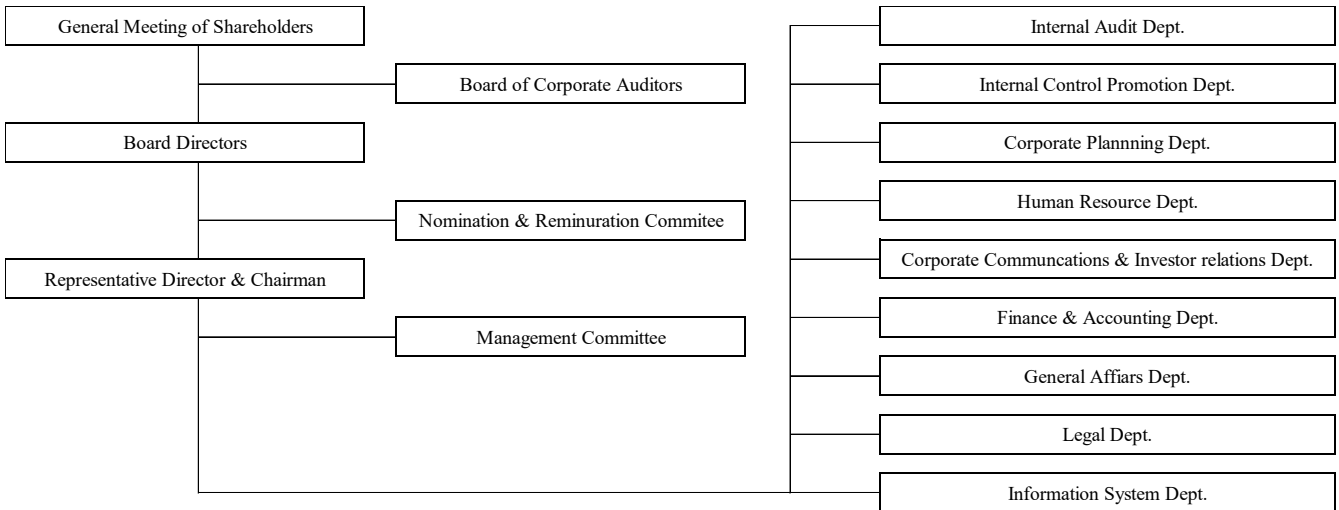 General Meeting of Shareholders
Board of Corporate Auditors
Board Directors
Nomination & Reminuration Commitee
Representative Director & Chairman
Management Committee
Internal Audit Dept.
Internal Control Promotion Dept.
Corporate Plannning Dept.
Human Resource Dept.
Corporate Communcations & Investor relations Dept.
Finance & Accounting Dept.
General Affiars Dept.
Legal Dept.
Information System Dept.